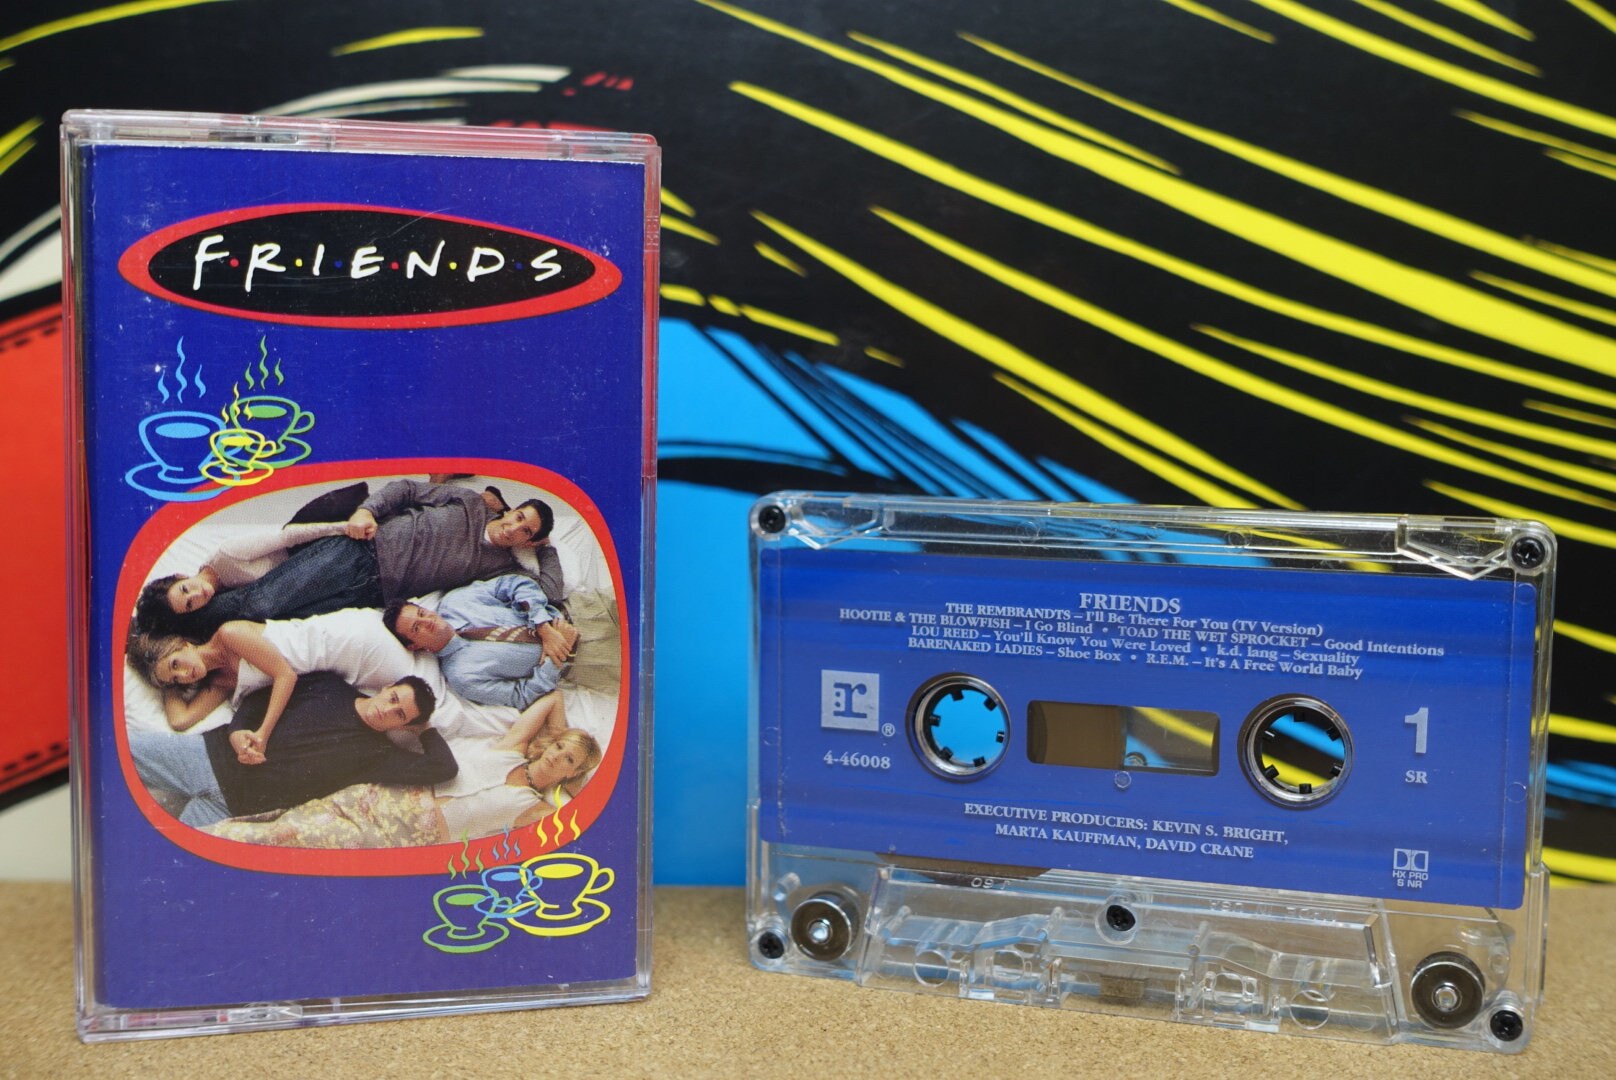 F·R·I·E·N·D·S
FRIENDS
THE REMBRANDTS – I'll Be There For You (TV Version)
HOOTIE & THE BLOWFISH – I Go Blind • TOAD THE WET SPROCKET – Good Intentions
LOU REED – You'll Know You Were Loved • k.d. lang – Sexuality
BARENAKED LADIES – Shoe Box • R.E.M. – It's A Free World Baby
r®
4-46008
1
SR
EXECUTIVE PRODUCERS: KEVIN S. BRIGHT,
MARTA KAUFFMAN, DAVID CRANE
HX PRO
& NR